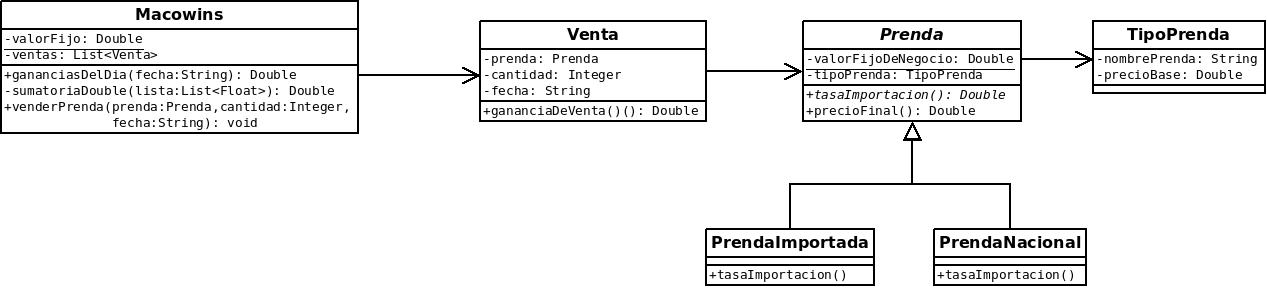 Macowins
-valorFijo: Double
-ventas: List<Venta>
+gananciasDelDia(fecha:String): Double
-sumatoriaDouble(lista:List<Float>): Double
+venderPrenda(prenda:Prenda,cantidad:Integer,
fecha:String): void
Venta
-prenda: Prenda
-cantidad: Integer
-fecha: String
+gananciaDeVenta()(): Double
Prenda
-valorFijoDeNegocio: Double
-tipoPrenda: TipoPrenda
+tasaImportacion(): Double
+precioFinal(): Double
TipoPrenda
-nombrePrenda: String
-precioBase: Double
PrendaImportada
+tasaImportacion()
PrendaNacional
+tasaImportacion()